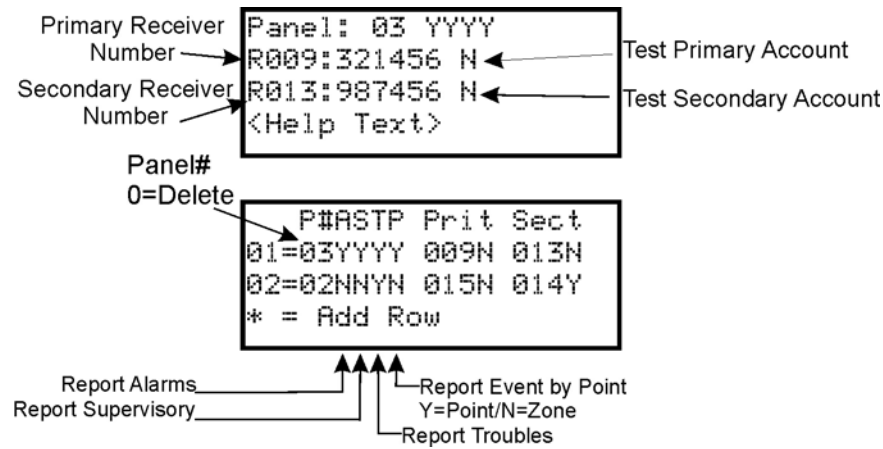 Primary Receiver Number
Panel: 03 YYYY
R009:321456 N
Test Primary Account
Secondary Receiver Number
R013:987456 N
Test Secondary Account
<Help Text>
Panel#
0=Delete
P#ASTP Prit Sect
01=03YYYY 009N 013N
02=02NNYN 015N 014Y
* = Add Row
Report Alarms
Report Supervisory
Report Event by Point
Y=Point/N=Zone
Report Troubles